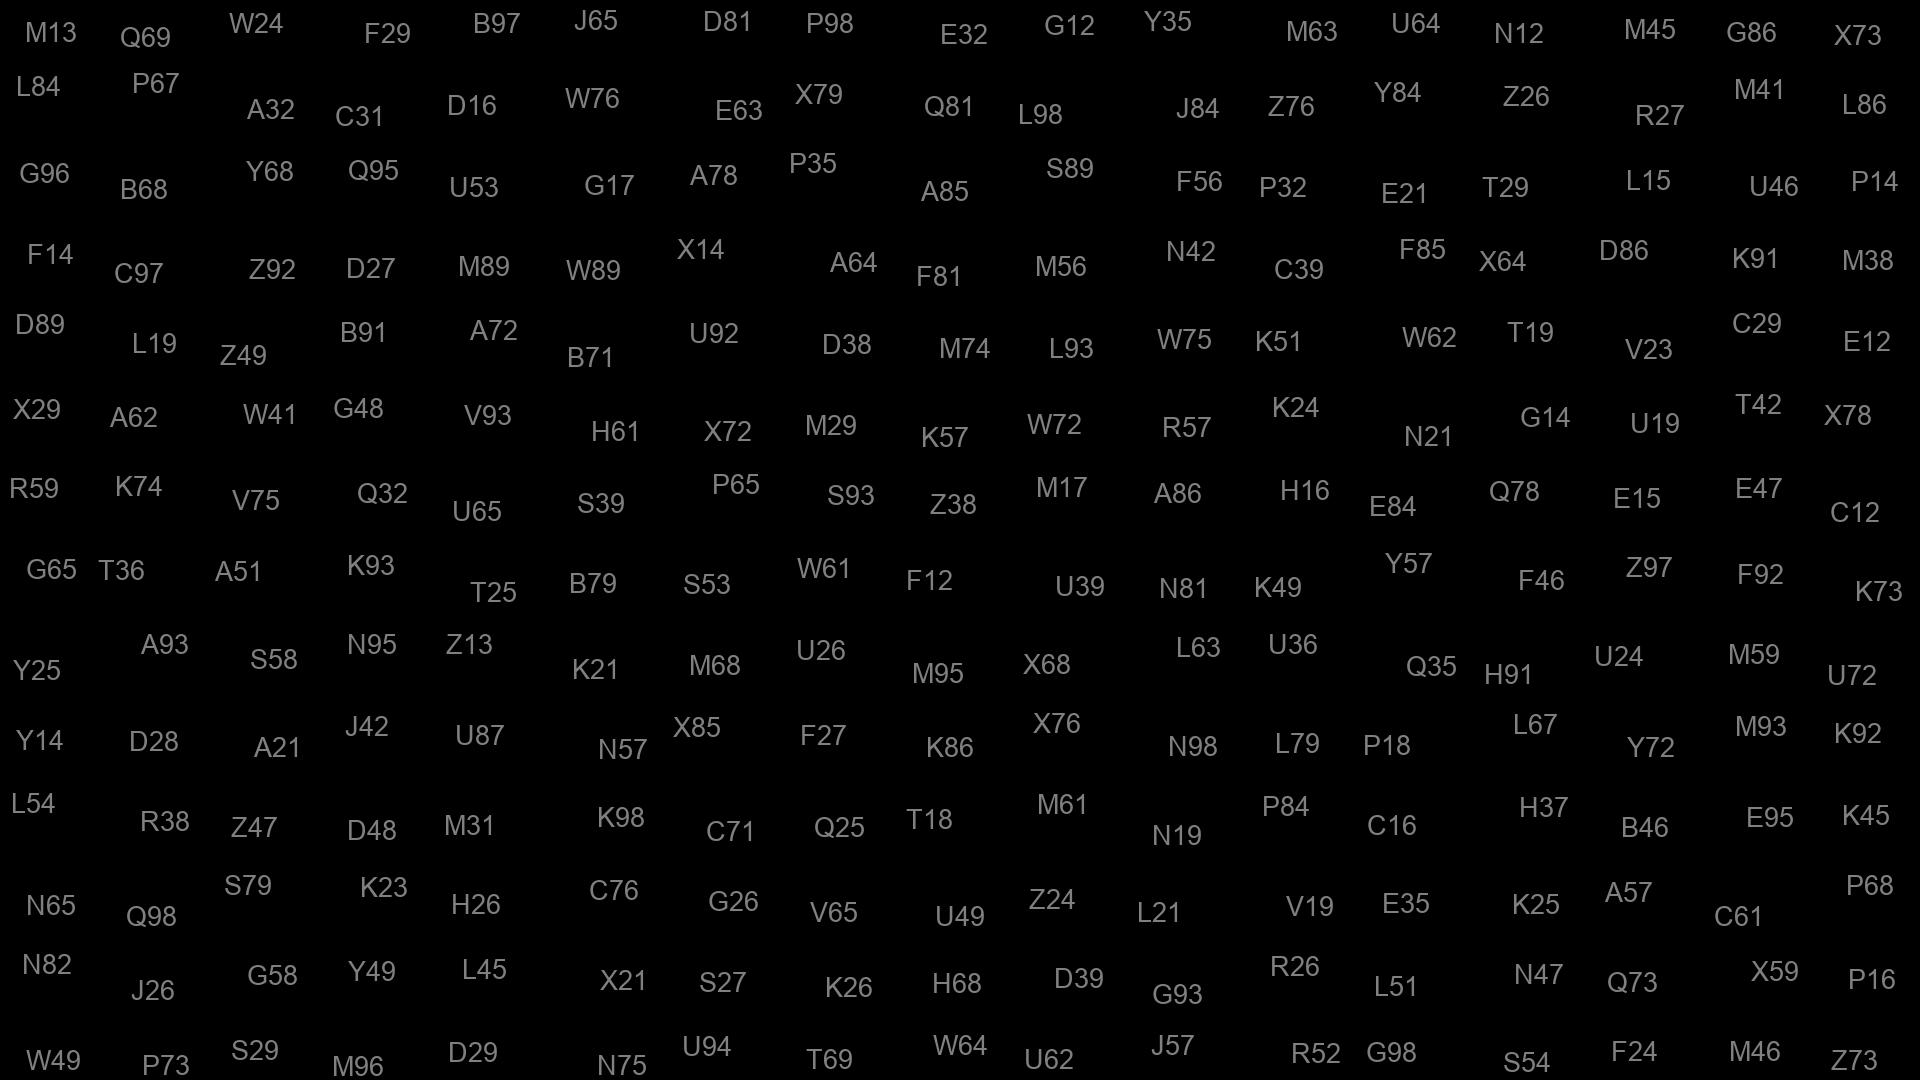 M13 Q69 W24 F29 B97 J65 D81 P98 E32 G12 Y35 M63 U64 N12 M45 G86 X73
L84 P67 A32 C31 D16 W76 E63 X79 Q81 L98 J84 Z76 Y84 Z26 R27 M41 L86
G96 B68 Y68 Q95 U53 G17 A78 P35 A85 S89 F56 P32 E21 T29 L15 U46 P14
F14 C97 Z92 D27 M89 W89 X14 A64 F81 M56 N42 C39 F85 X64 D86 K91 M38
D89 L19 Z49 B91 A72 B71 U92 D38 M74 L93 W75 K51 W62 T19 V23 C29 E12
X29 A62 W41 G48 V93 H61 X72 M29 K57 W72 R57 K24 N21 G14 U19 T42 X78
R59 K74 V75 Q32 U65 S39 P65 S93 Z38 M17 A86 H16 E84 Q78 E15 E47 C12
G65 T36 A51 K93 T25 B79 S53 W61 F12 U39 N81 K49 Y57 F46 Z97 F92 K73
Y25 A93 S58 N95 Z13 K21 M68 U26 M95 X68 L63 U36 Q35 H91 U24 M59 U72
Y14 D28 A21 J42 U87 N57 X85 F27 K86 X76 N98 L79 P18 L67 Y72 M93 K92
L54 R38 Z47 D48 M31 K98 C71 Q25 T18 M61 N19 P84 C16 H37 B46 E95 K45
N65 Q98 S79 K23 H26 C76 G26 V65 U49 Z24 L21 V19 E35 K25 A57 C61 P68
N82 J26 G58 Y49 L45 X21 S27 K26 H68 D39 G93 R26 L51 N47 Q73 X59 P16
W49 P73 S29 M96 D29 N75 U94 T69 W64 U62 J57 R52 G98 S54 F24 M46 Z73